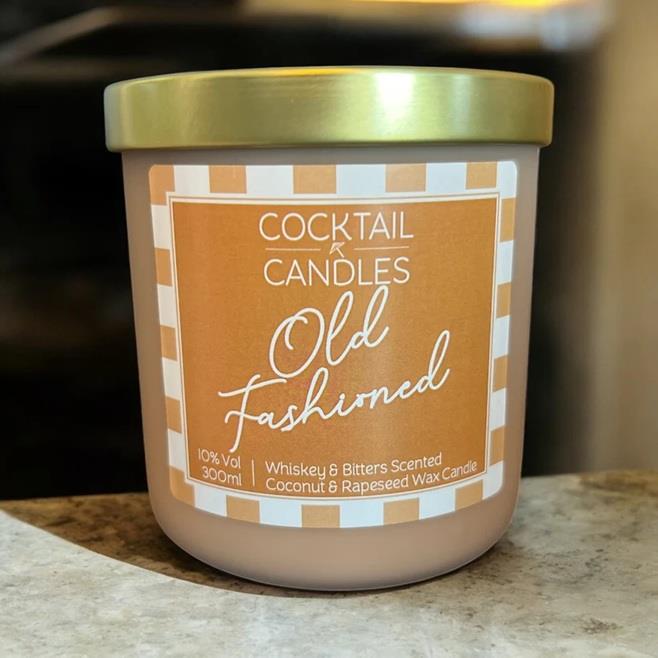 COCKTAIL
CANDLES
Old
Fashioned
10% Vol
300ml
Whiskey & Bitters Scented
Coconut & Rapeseed Wax Candle